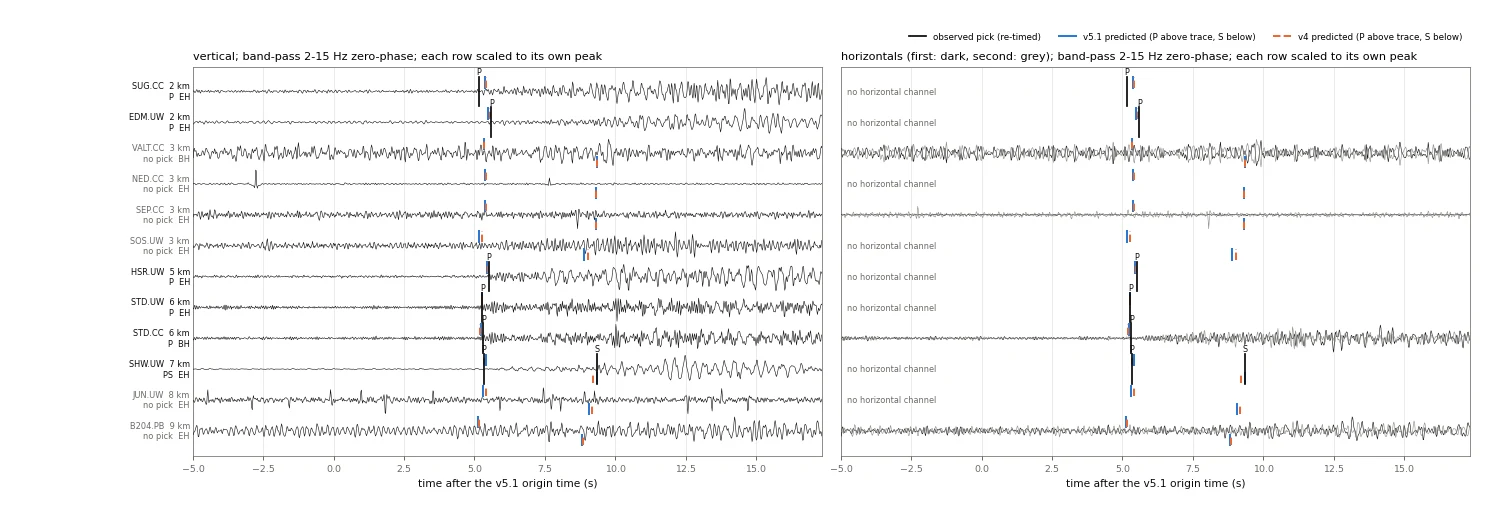 observed pick (re-timed)
v5.1 predicted (P above trace, S below)
v4 predicted (P above trace, S below)
vertical; band-pass 2-15 Hz zero-phase; each row scaled to its own peak
horizontals (first: dark, second: grey); band-pass 2-15 Hz zero-phase; each row scaled to its own peak
SUG.CC 2 km
P EH
P
P
no horizontal channel
EDM.UW 2 km
P EH
P
P
no horizontal channel
VALT.CC 3 km
no pick BH
NED.CC 3 km
no pick EH
no horizontal channel
SEP.CC 3 km
no pick EH
SOS.UW 3 km
no pick EH
no horizontal channel
HSR.UW 5 km
P EH
P
P
no horizontal channel
STD.UW 6 km
P EH
P
P
no horizontal channel
STD.CC 6 km
P BH
P
P
SHW.UW 7 km
PS EH
P
S
P
S
no horizontal channel
JUN.UW 8 km
no pick EH
no horizontal channel
B204.PB 9 km
no pick EH
−5.0 −2.5 0.0 2.5 5.0 7.5 10.0 12.5 15.0
−5.0 −2.5 0.0 2.5 5.0 7.5 10.0 12.5 15.0
time after the v5.1 origin time (s)
time after the v5.1 origin time (s)